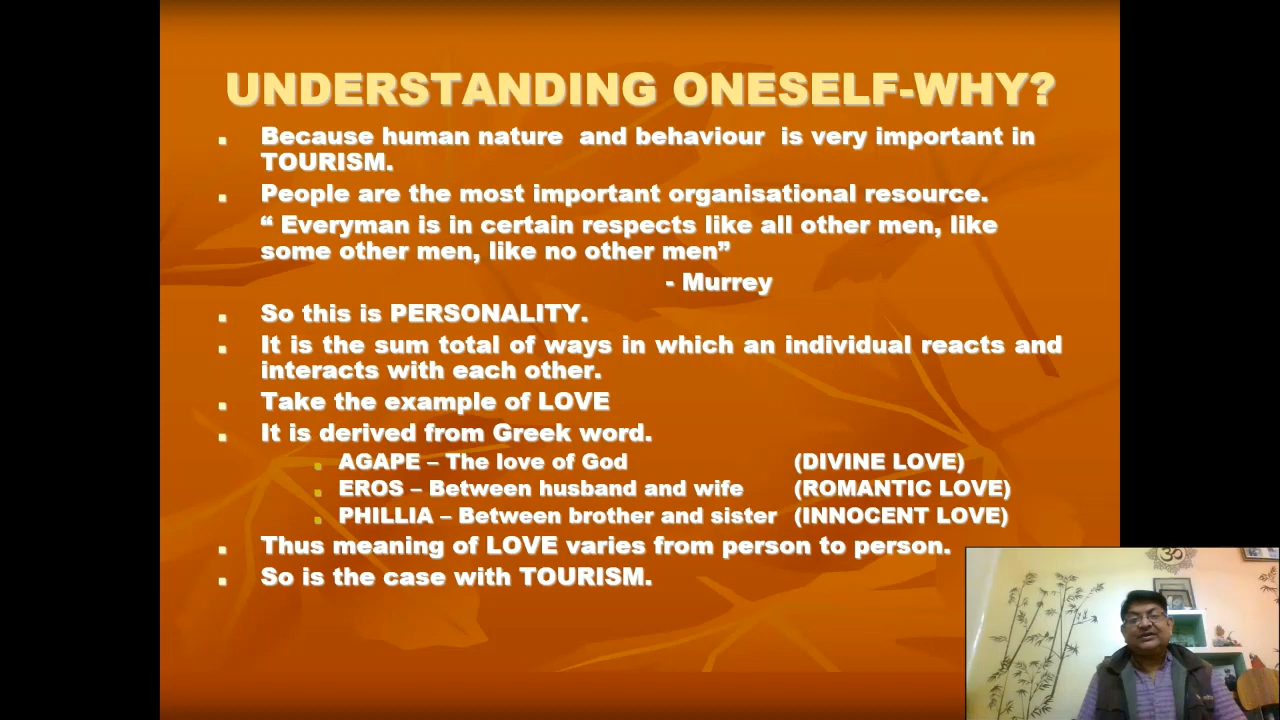 UNDERSTANDING ONESELF-WHY?
Because human nature and behaviour is very important in
TOURISM.
People are the most important organisational resource.
“ Everyman is in certain respects like all other men, like
some other men, like no other men”
- Murrey
So this is PERSONALITY.
It is the sum total of ways in which an individual reacts and
interacts with each other.
Take the example of LOVE
It is derived from Greek word.
AGAPE – The love of God (DIVINE LOVE)
EROS – Between husband and wife (ROMANTIC LOVE)
PHILLIA – Between brother and sister (INNOCENT LOVE)
Thus meaning of LOVE varies from person to person.
So is the case with TOURISM.
ॐ